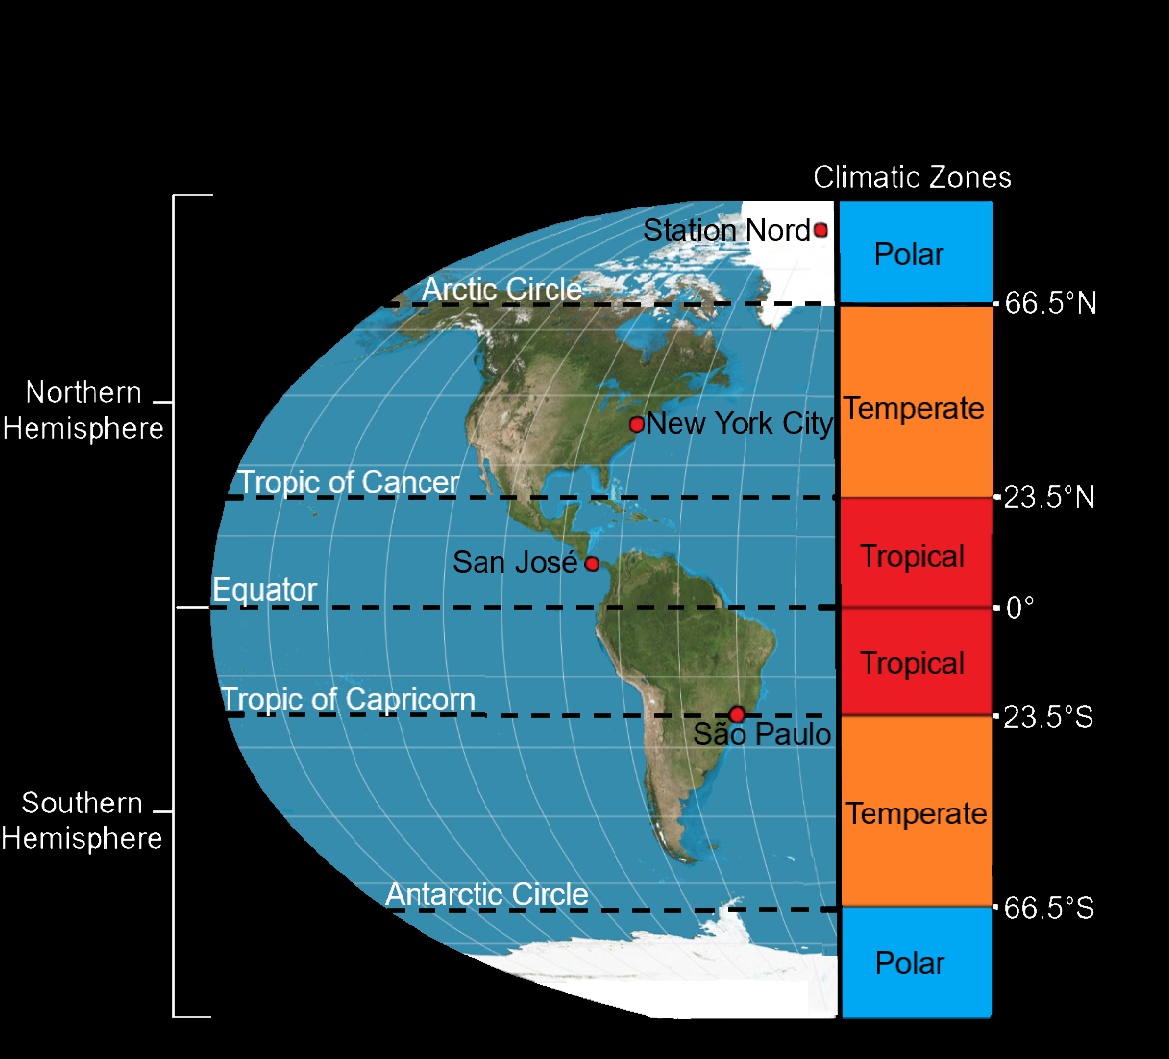 Climatic Zones
Station Nord
Polar
Arctic Circle
66.5°N
Northern
Hemisphere
Temperate
New York City
Tropic of Cancer
23.5°N
San José
Tropical
Equator
0°
Tropical
Tropic of Capricorn
23.5°S
São Paulo
Southern
Hemisphere
Temperate
Antarctic Circle
66.5°S
Polar